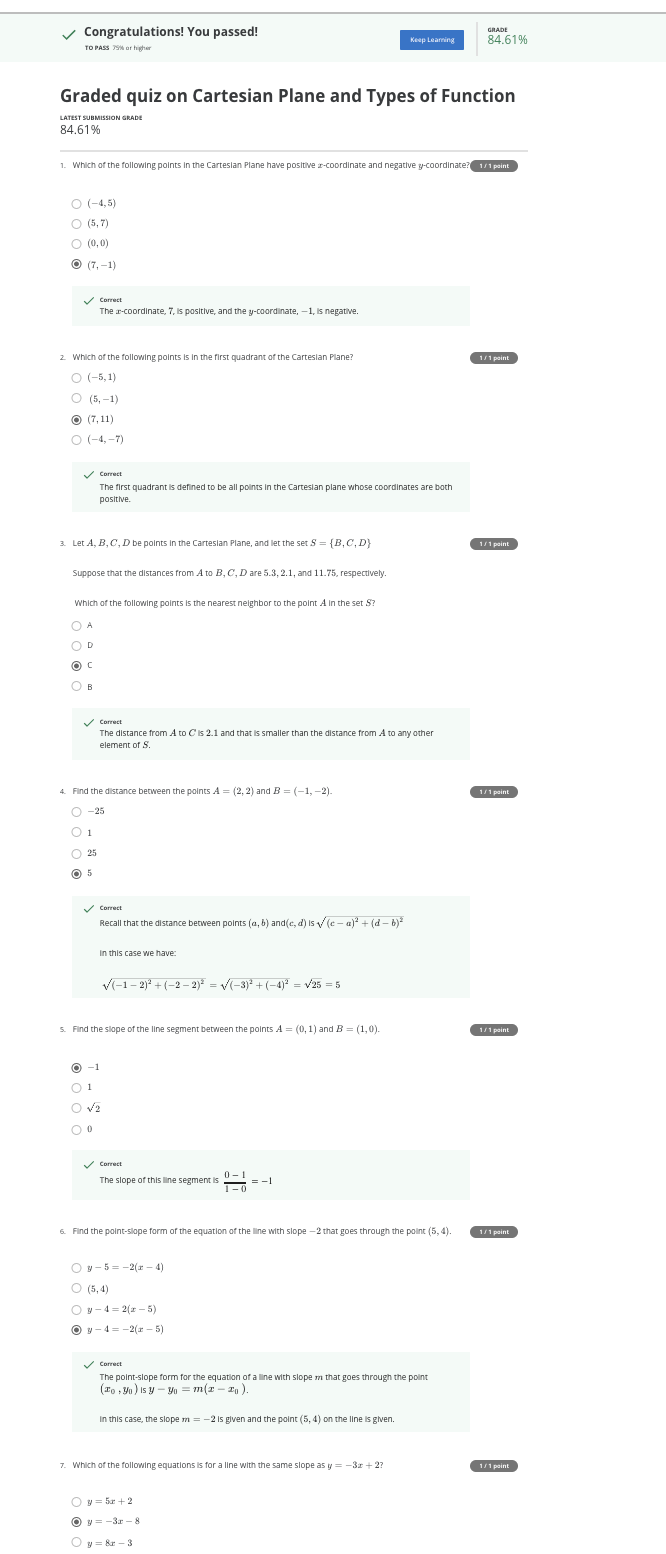 Congratulations! You passed!
TO PASS 75% or higher
Keep Learning
GRADE
84.61%
Graded quiz on Cartesian Plane and Types of Function
LATEST SUBMISSION GRADE
84.61%
1. Which of the following points in the Cartesian Plane have positive x-coordinate and negative y-coordinate? 1 / 1 point
(−4, 5)
(5, 7)
(0, 0)
(7, −1)
Correct
The x-coordinate, 7, is positive, and the y-coordinate, −1, is negative.
2. Which of the following points is in the first quadrant of the Cartesian Plane? 1 / 1 point
(−5, 1)
(5, −1)
(7, 11)
(−4, −7)
Correct
The first quadrant is defined to be all points in the Cartesian plane whose coordinates are both
positive.
3. Let A, B, C, D be points in the Cartesian Plane, and let the set S = {B, C, D} 1 / 1 point
Suppose that the distances from A to B, C, D are 5.3, 2.1, and 11.75, respectively.
Which of the following points is the nearest neighbor to the point A in the set S?
A
D
C
B
Correct
The distance from A to C is 2.1 and that is smaller than the distance from A to any other
element of S.
4. Find the distance between the points A = (2, 2) and B = (−1, −2). 1 / 1 point
−25
1
25
5
Correct
Recall that the distance between points (a, b) and(c, d) is √((c − a)² + (d − b)²)
In this case we have:
√((−1 − 2)² + (−2 − 2)²) = √((−3)² + (−4)²) = √25 = 5
5. Find the slope of the line segment between the points A = (0, 1) and B = (1, 0). 1 / 1 point
−1
1
√2
0
Correct
The slope of this line segment is (0 − 1)/(1 − 0) = −1
6. Find the point-slope form of the equation of the line with slope −2 that goes through the point (5, 4). 1 / 1 point
y − 5 = −2(x − 4)
(5, 4)
y − 4 = 2(x − 5)
y − 4 = −2(x − 5)
Correct
The point-slope form for the equation of a line with slope m that goes through the point
(x₀, y₀) is y − y₀ = m(x − x₀).
In this case, the slope m = −2 is given and the point (5, 4) on the line is given.
7. Which of the following equations is for a line with the same slope as y = −3x + 2? 1 / 1 point
y = 5x + 2
y = −3x − 8
y = 8x − 3